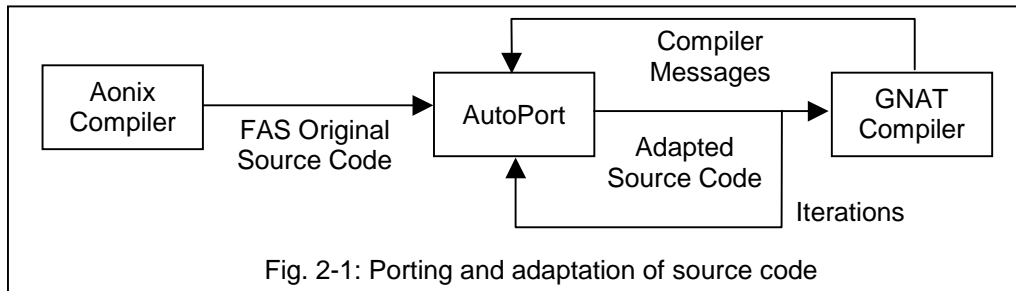 Compiler
Messages
Aonix
Compiler
AutoPort
GNAT
Compiler
FAS Original
Source Code
Adapted
Source Code
Iterations
Fig. 2-1: Porting and adaptation of source code